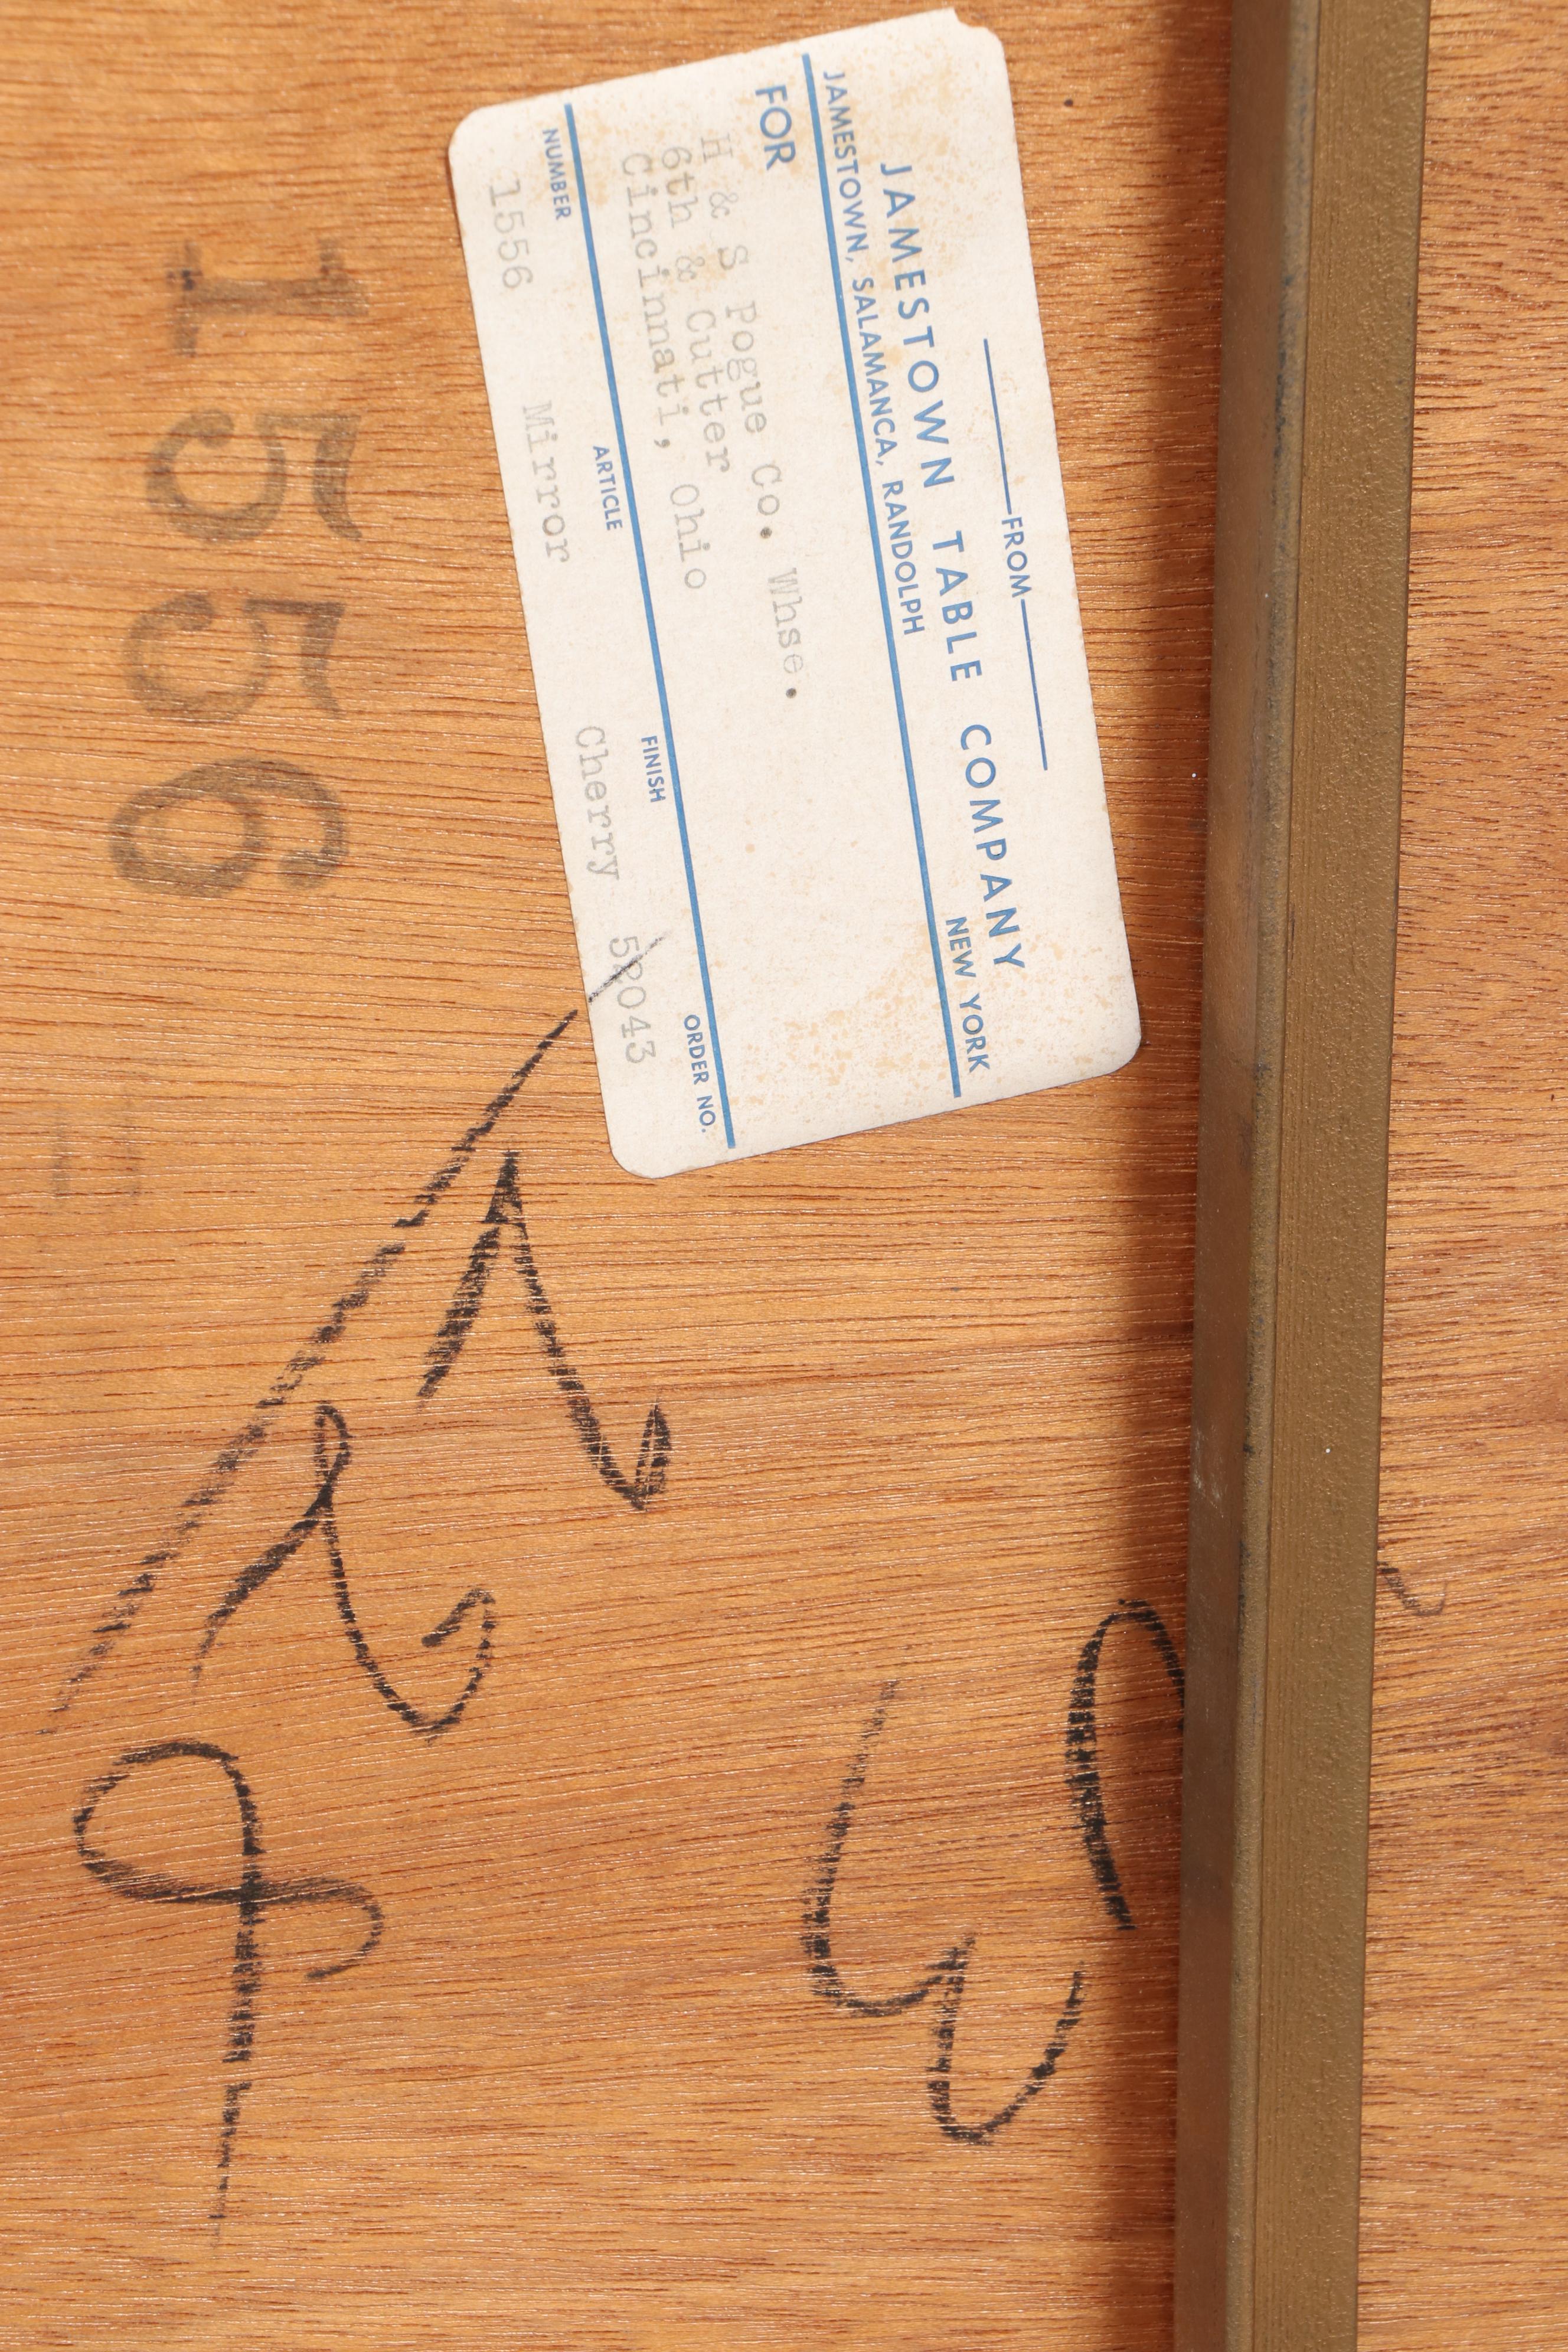 FROM
JAMESTOWN TABLE COMPANY
JAMESTOWN, SALAMANCA, RANDOLPH NEW YORK
FOR
H & S Pogue Co. Whse.
6th & Cutter
Cincinnati, Ohio
NUMBER ARTICLE FINISH ORDER NO.
1556 Mirror Cherry
1556